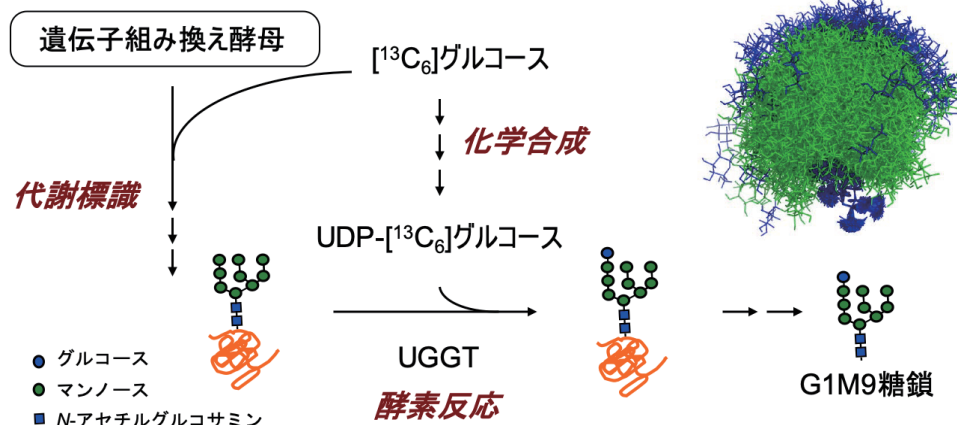 遺伝子組み換え酵母
[¹³C₆]グルコース
化学合成
代謝標識
UDP-[¹³C₆]グルコース
UGGT
酵素反応
グルコース
マンノース
N-アセチルグルコサミン
G1M9糖鎖